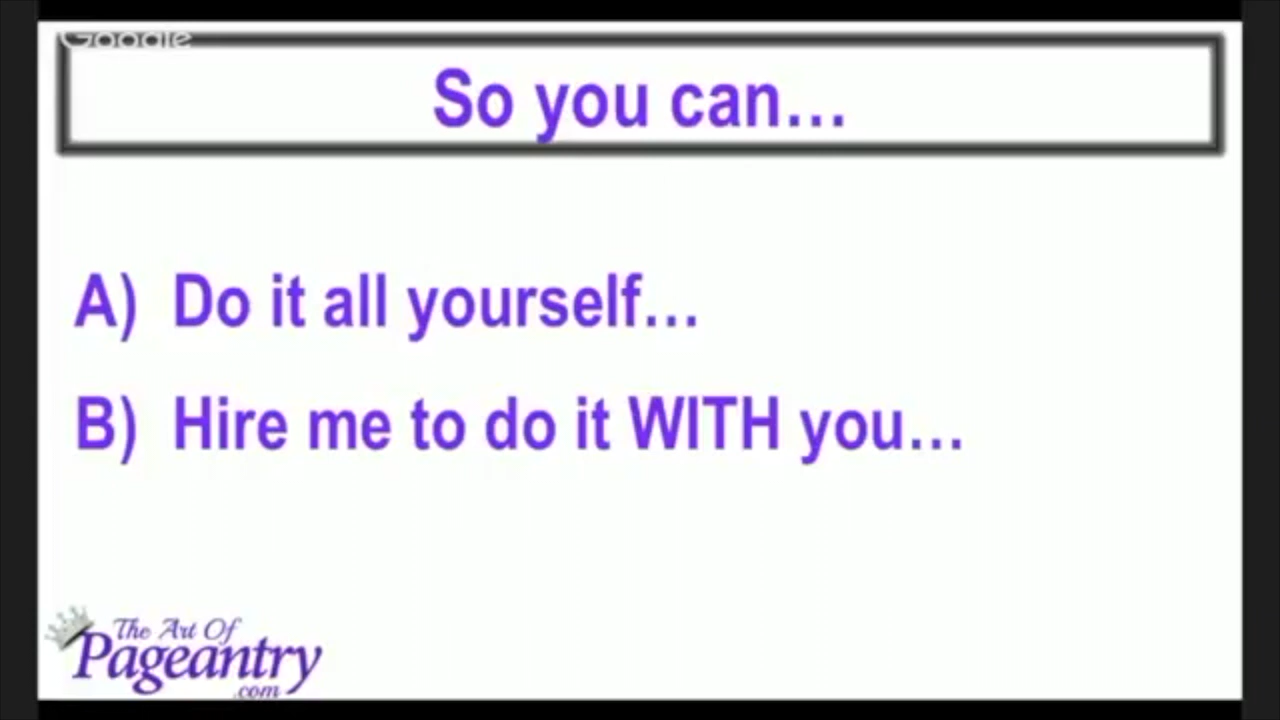 Google
So you can...
A) Do it all yourself...
B) Hire me to do it WITH you...
The Art Of
Pageantry
.com